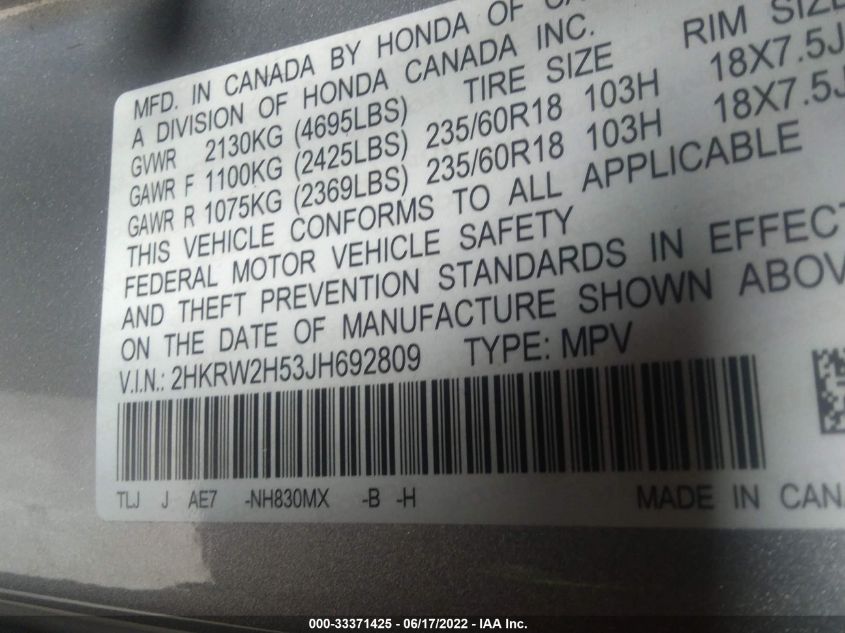 MFD. IN CANADA BY HONDA OF
A DIVISION OF HONDA CANADA INC.
GVWR 2130KG (4695LBS) TIRE SIZE RIM SIZE
GAWR F 1100KG (2425LBS) 235/60R18 103H 18X7.5J
GAWR R 1075KG (2369LBS) 235/60R18 103H 18X7.5J
THIS VEHICLE CONFORMS TO ALL APPLICABLE
FEDERAL MOTOR VEHICLE SAFETY
AND THEFT PREVENTION STANDARDS IN EFFECT
ON THE DATE OF MANUFACTURE SHOWN ABOV
V.I.N.: 2HKRW2H53JH692809 TYPE: MPV
TLJ J AE7 -NH830MX -B -H MADE IN CAN
000-33371425 - 06/17/2022 - IAA Inc.